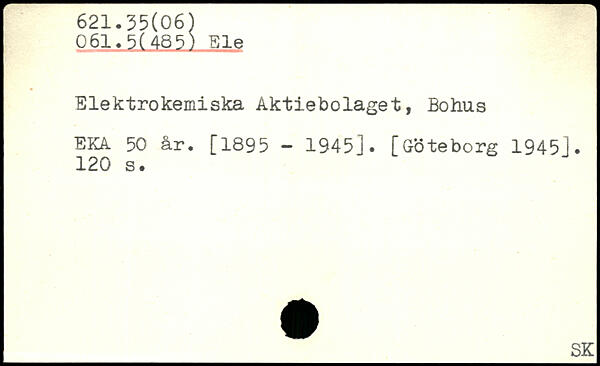 621.35(06)
061.5(485) Ele
Elektrokemiska Aktiebolaget, Bohus
EKA 50 år. [1895 - 1945]. [Göteborg 1945].
120 s.
SK